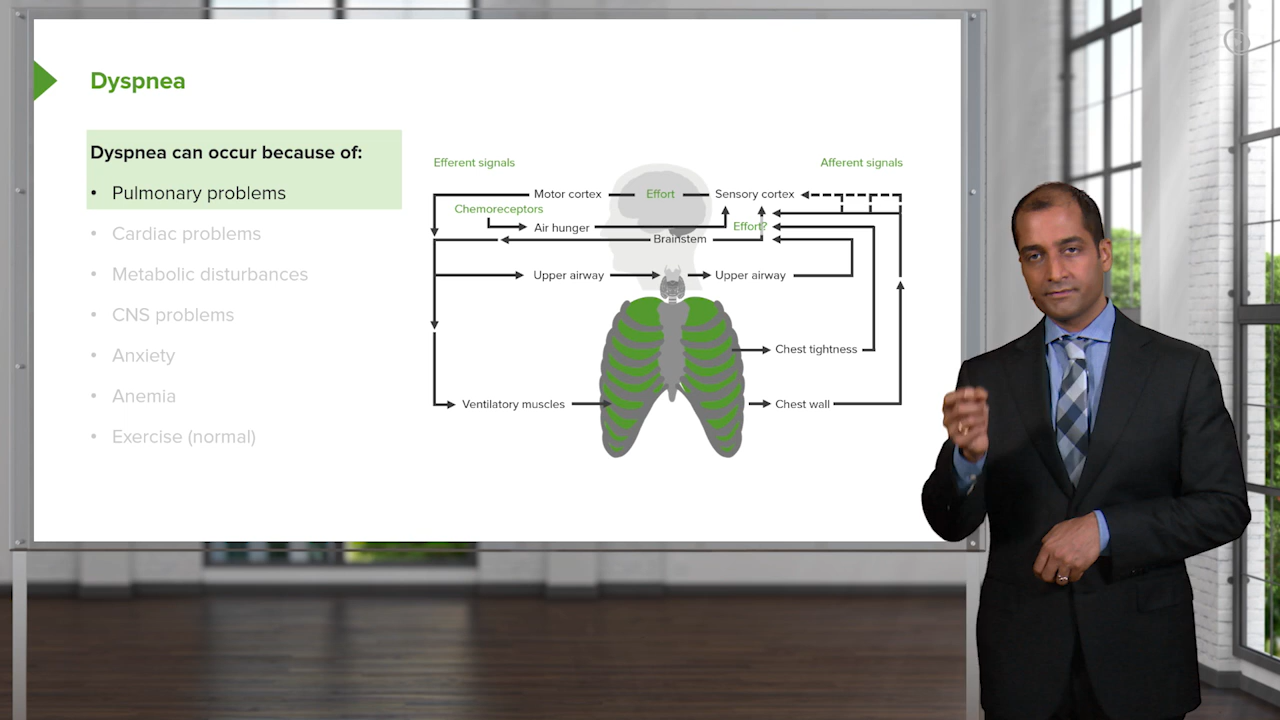 Dyspnea
Dyspnea can occur because of:
• Pulmonary problems
• Cardiac problems
• Metabolic disturbances
• CNS problems
• Anxiety
• Anemia
• Exercise (normal)
Efferent signals
Afferent signals
Motor cortex
Effort
Sensory cortex
Chemoreceptors
Air hunger
Effort?
Brainstem
Upper airway
Upper airway
Chest tightness
Ventilatory muscles
Chest wall